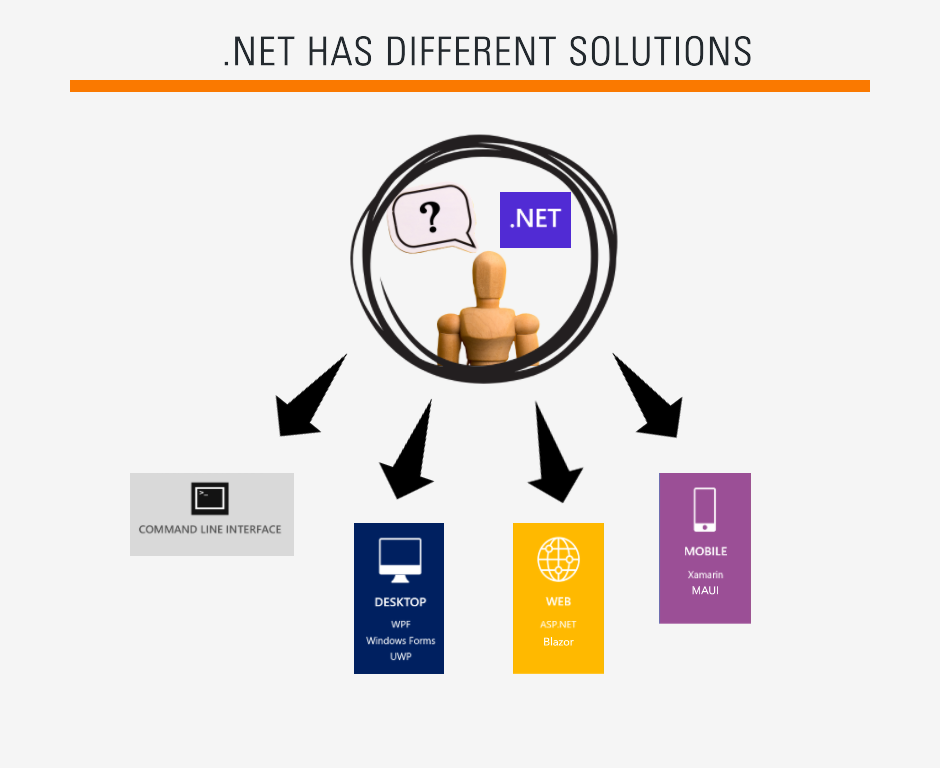 .NET HAS DIFFERENT SOLUTIONS
?
.NET
>_
COMMAND LINE INTERFACE
DESKTOP
WPF
Windows Forms
UWP
WEB
ASP.NET
Blazor
MOBILE
Xamarin
MAUI